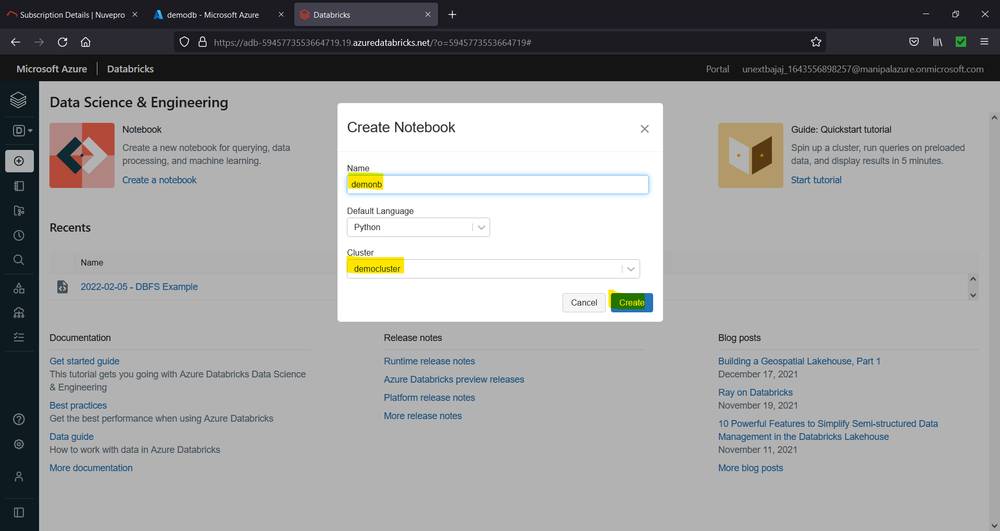 Subscription Details | Nuvepro
demodb - Microsoft Azure
Databricks
https://adb-5945773553664719.19.azuredatabricks.net/?o=5945773553664719#
Microsoft Azure | Databricks
Portal
unextbajaj_1643556898257@manipalazure.onmicrosoft.com
Data Science & Engineering
D
Notebook
Create a new notebook for querying, data
processing, and machine learning.
Create a notebook
Guide: Quickstart tutorial
Spin up a cluster, run queries on preloaded
data, and display results in 5 minutes.
Start tutorial
Create Notebook
Name
demonb
Default Language
Python
Cluster
democluster
Cancel
Create
Recents
Name
2022-02-05 - DBFS Example
Documentation
Get started guide
This tutorial gets you going with Azure Databricks Data Science
& Engineering
Best practices
Get the best performance when using Azure Databricks
Data guide
How to work with data in Azure Databricks
More documentation
Release notes
Runtime release notes
Azure Databricks preview releases
Platform release notes
More release notes
Blog posts
Building a Geospatial Lakehouse, Part 1
December 17, 2021
Ray on Databricks
November 19, 2021
10 Powerful Features to Simplify Semi-structured Data
Management in the Databricks Lakehouse
November 11, 2021
More blog posts